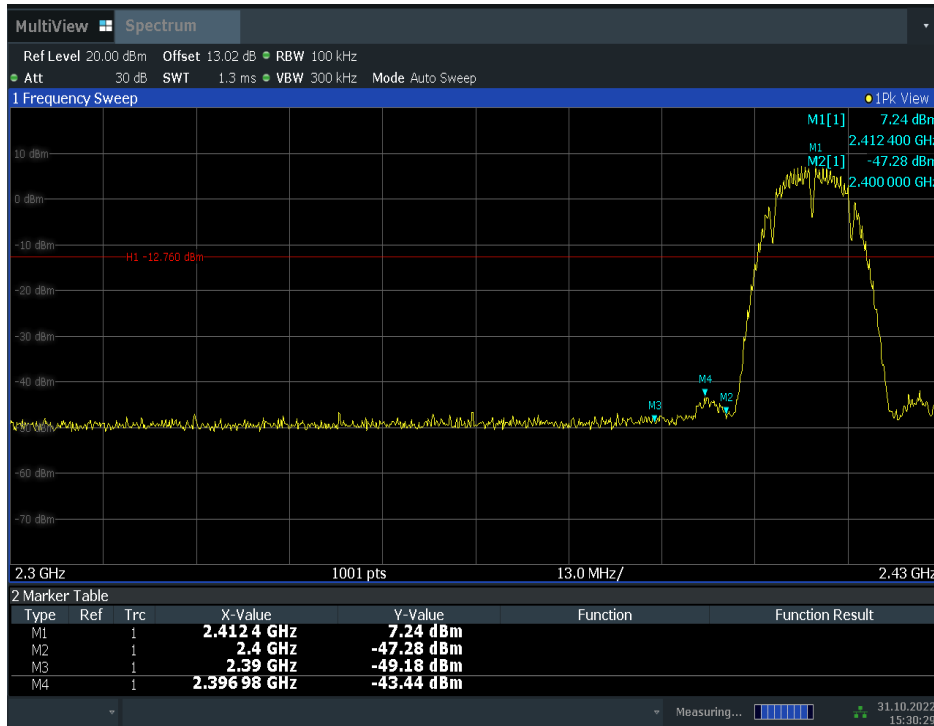 MultiView Spectrum
Ref Level 20.00 dBm Offset 13.02 dB RBW 100 kHz
Att 30 dB SWT 1.3 ms VBW 300 kHz Mode Auto Sweep
1 Frequency Sweep 1Pk View
M1[1] 7.24 dBm
2.412 400 GHz
M1
M2[1] -47.28 dBm
2.400 000 GHz
10 dBm
0 dBm
-10 dBm
H1 -12.760 dBm
-20 dBm
-30 dBm
-40 dBm
M4
M2
M3
-50 dBm
-60 dBm
-70 dBm
2.3 GHz 1001 pts 13.0 MHz/ 2.43 GHz
2 Marker Table
Type Ref Trc X-Value Y-Value Function Function Result
M1 1 2.412 4 GHz 7.24 dBm
M2 1 2.4 GHz -47.28 dBm
M3 1 2.39 GHz -49.18 dBm
M4 1 2.396 98 GHz -43.44 dBm
Measuring... 31.10.2022
15:30:29